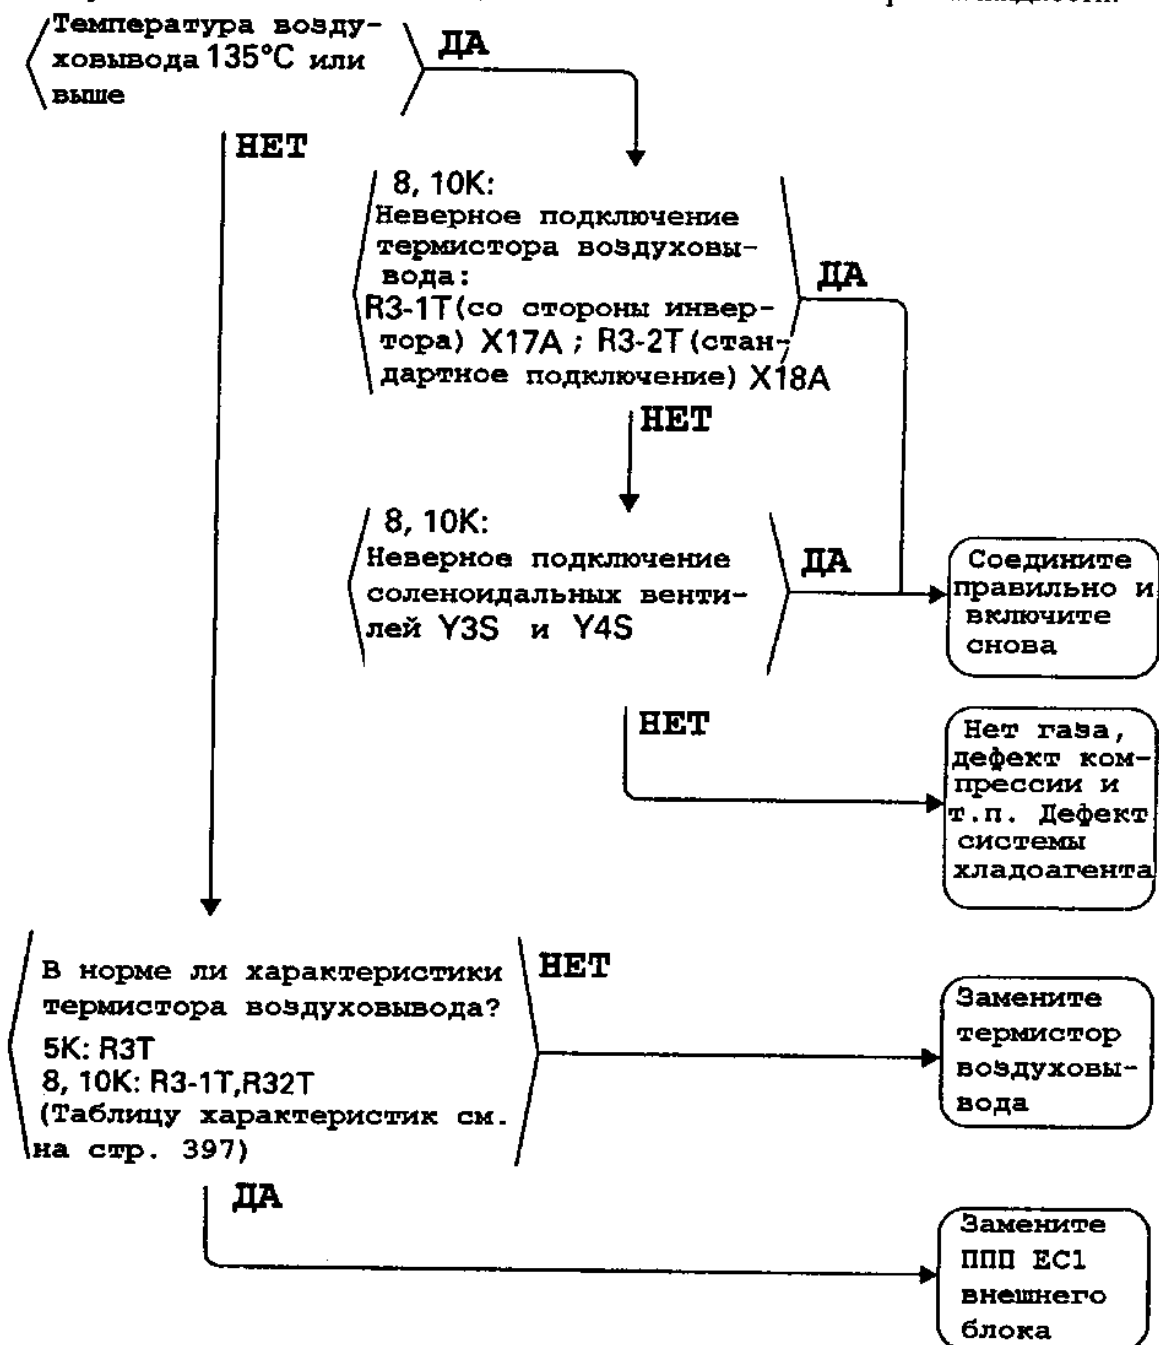 Температура возду-
ховывода 135°C или
выше
ДА
НЕТ
8, 10K:
Неверное подключение
термистора воздуховы-
вода:
R3-1T (со стороны инвер-
тора) X17A ; R3-2T (стан-
дартное подключение) X18A
ДА
НЕТ
8, 10K:
Неверное подключение
соленоидальных венти-
лей Y3S и Y4S
ДА
Соедините
правильно и
включите
снова
НЕТ
Нет газа,
дефект ком-
прессии и
т.п. Дефект
системы
хладоагента
В норме ли характеристики
термистора воздуховывода?
5K: R3T
8, 10K: R3-1T,R32T
(Таблицу характеристик см.
на стр. 397)
НЕТ
Замените
термистор
воздуховы-
вода
ДА
Замените
ППП EC1
внешнего
блока